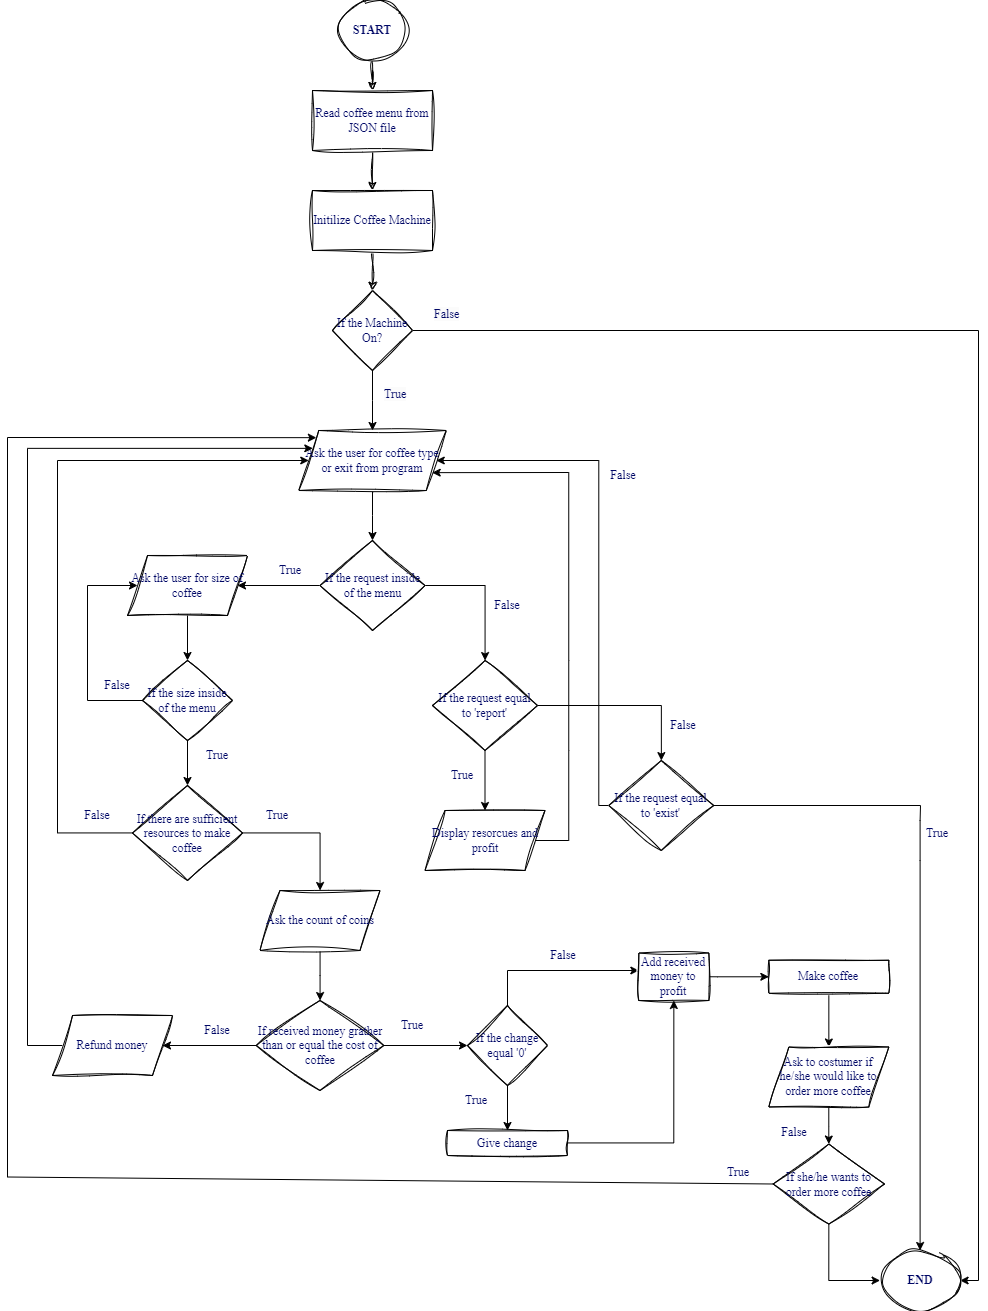 START
Read coffee menu from
JSON file
Initilize Coffee Machine
If the Machine
On?
False
True
Ask the user for coffee type
or exit from program
False
If the request inside
of the menu
True
False
Ask the user for size of
coffee
If the size inside
of the menu
False
True
If the request equal
to 'report'
False
True
If the request equal
to 'exist'
True
Display resorcues and
profit
If there are sufficient
resources to make
coffee
False
True
Ask the count of coins
If received money grather
than or equal the cost of
coffee
False
True
Refund money
If the change
equal '0'
False
True
Give change
Add received
money to
profit
Make coffee
Ask to costumer if
he/she would like to
order more coffee
False
If she/he wants to
order more coffee
True
END